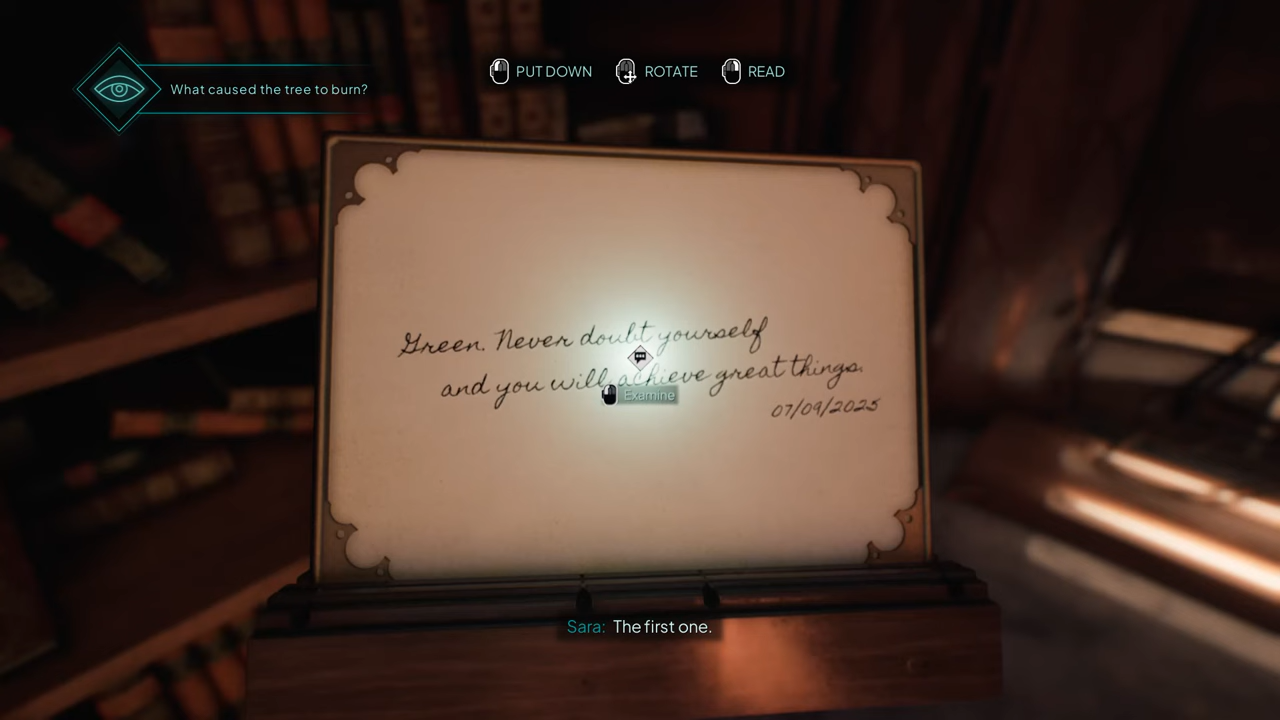 PUT DOWN ROTATE READ
What caused the tree to burn?
Green. Never doubt yourself
and you will achieve great things.
Examine
07/09/2025
Sara: The first one.